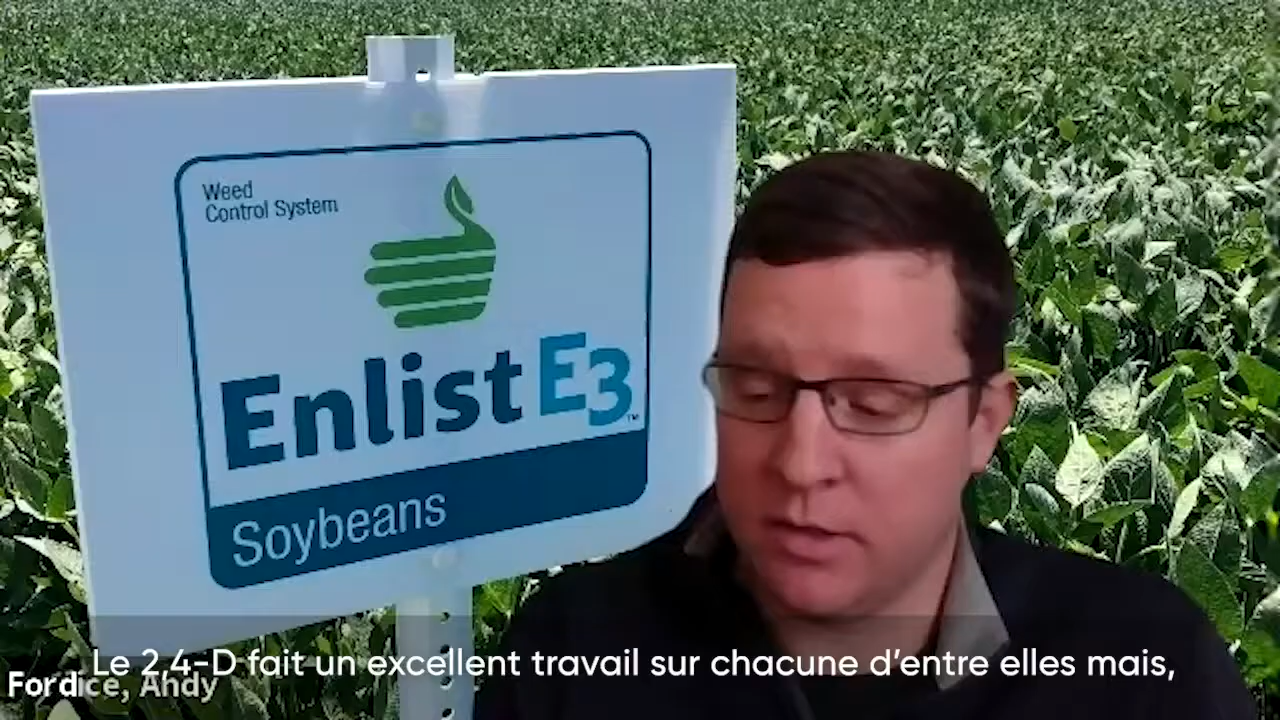 Weed
Control System
Enlist E3™
Soybeans
Le 2,4-D fait un excellent travail sur chacune d’entre elles mais,
Fordice, Andy